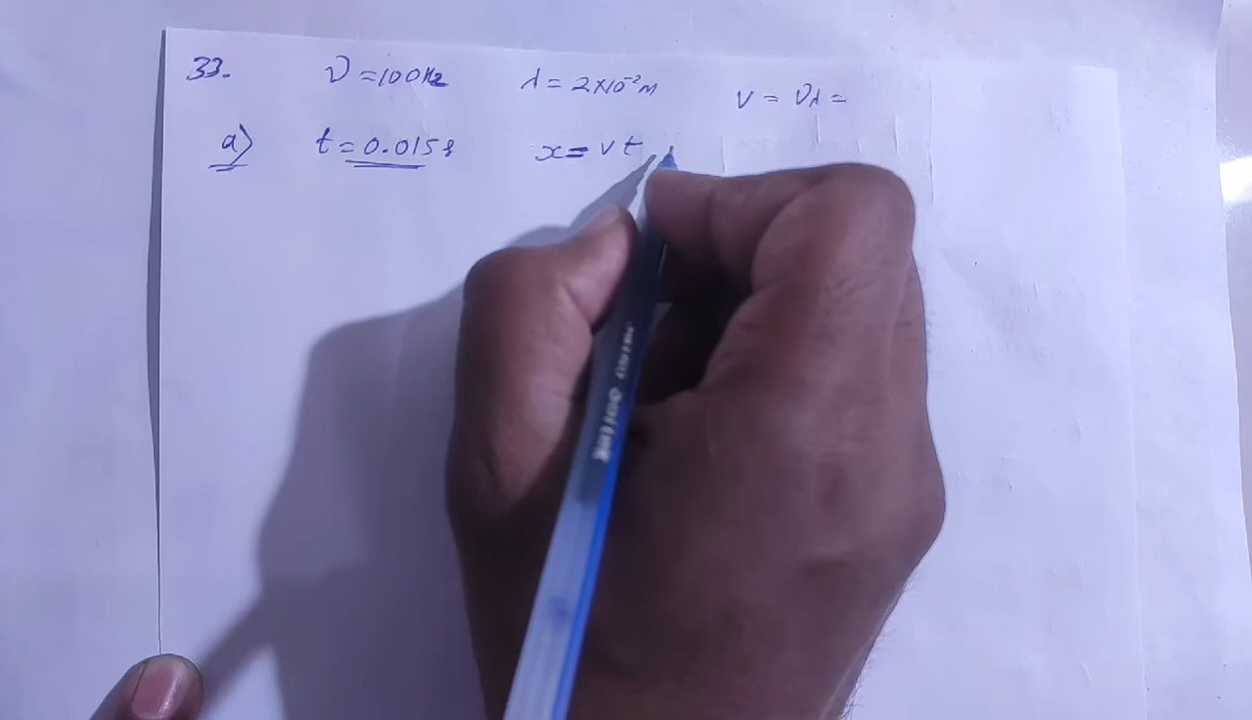 33. ν = 100Hz λ = 2×10⁻²m v = νλ =
a) t = 0.015s x = vt